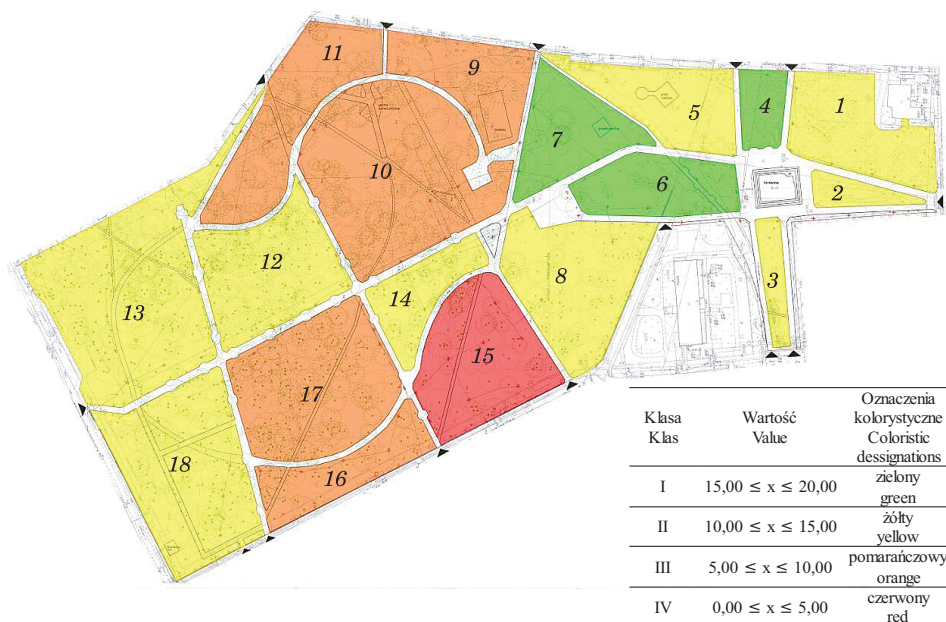 11
9
5
4
1
7
10
6
2
12
8
3
13
14
15
17
18
16
Klasa Wartość Oznaczenia
Klas Value kolorystyczne
Coloristic
dessignations
I 15,00 ≤ x ≤ 20,00 zielony
green
II 10,00 ≤ x ≤ 15,00 żółty
yellow
III 5,00 ≤ x ≤ 10,00 pomarańczowy
orange
IV 0,00 ≤ x ≤ 5,00 czerwony
red